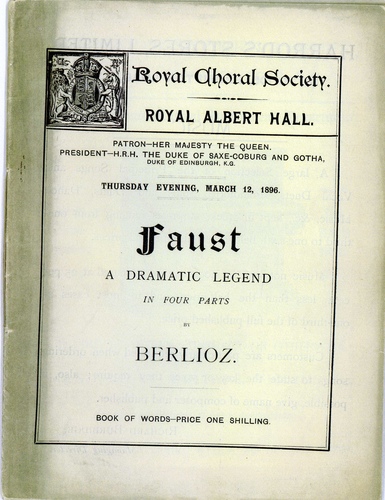 Royal Choral Society.
ROYAL ALBERT HALL.
PATRON—HER MAJESTY THE QUEEN.
PRESIDENT—H.R.H. THE DUKE OF SAXE-COBURG AND GOTHA,
DUKE OF EDINBURGH, K.G.
THURSDAY EVENING, MARCH 12, 1896.
Faust
A DRAMATIC LEGEND
IN FOUR PARTS
BY
BERLIOZ.
BOOK OF WORDS—PRICE ONE SHILLING.